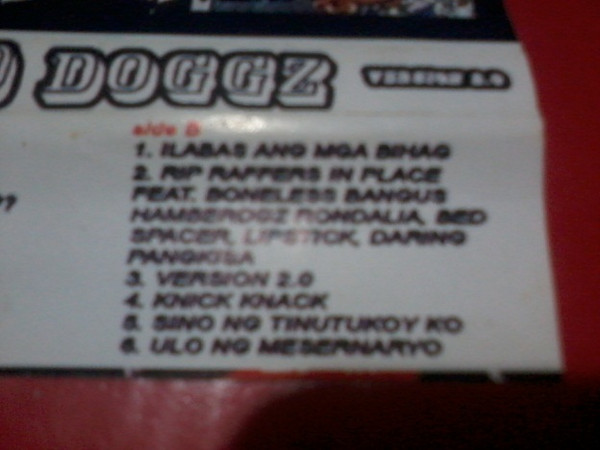 DOGGZ
VERSION 2.0
side B
1. ILABAS ANG MGA BIHAG
2. RIP RAPPERS IN PLACE
FEAT. BONELESS BANGUS
HAMBEROGZ RONDALIA, BED
SPACER, LIPSTICK, DARING
PANGKISA
??
3. VERSION 2.0
4. KNICK KNACK
5. SINO NG TINUTUKOY KO
6. ULO NG MESERNARYO